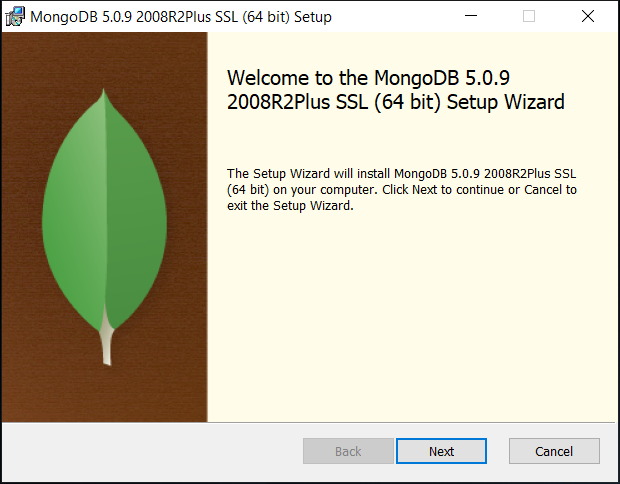 MongoDB 5.0.9 2008R2Plus SSL (64 bit) Setup
Welcome to the MongoDB 5.0.9
2008R2Plus SSL (64 bit) Setup Wizard
The Setup Wizard will install MongoDB 5.0.9 2008R2Plus SSL
(64 bit) on your computer. Click Next to continue or Cancel to
exit the Setup Wizard.
Back
Next
Cancel